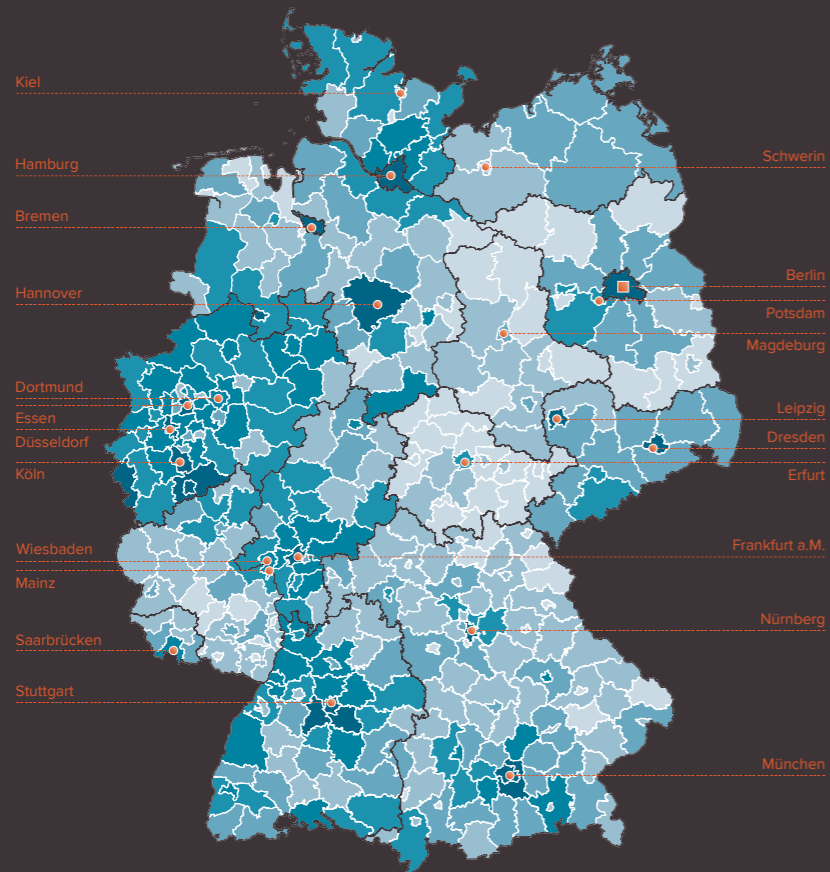 Kiel
Hamburg
Bremen
Hannover
Dortmund
Essen
Düsseldorf
Köln
Wiesbaden
Mainz
Saarbrücken
Stuttgart
Schwerin
Berlin
Potsdam
Magdeburg
Leipzig
Dresden
Erfurt
Frankfurt a.M.
Nürnberg
München